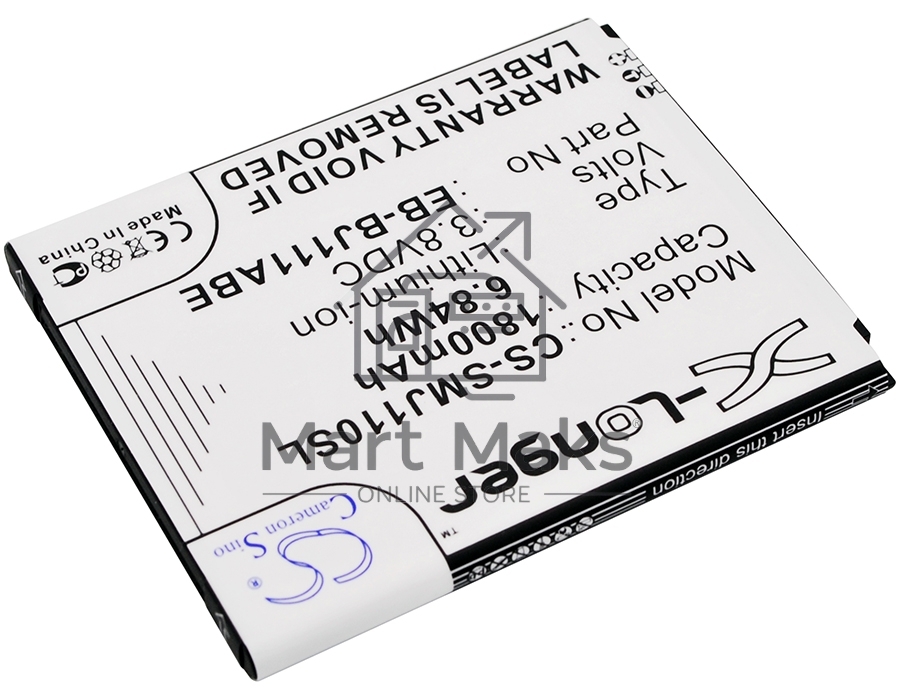 X-Longer ®
™
Insert this direction
Model No.: CS-SMJ110SL
Capacity : 1800mAh
6.84Wh
Type : Lithium-ion
Volts : 3.8VDC
Part No : EB-BJ111ABE
WARRANTY VOID IF
LABEL IS REMOVED
CE
Made in China
CS
Cameron Sino
®
Mart Maks
ONLINE STORE